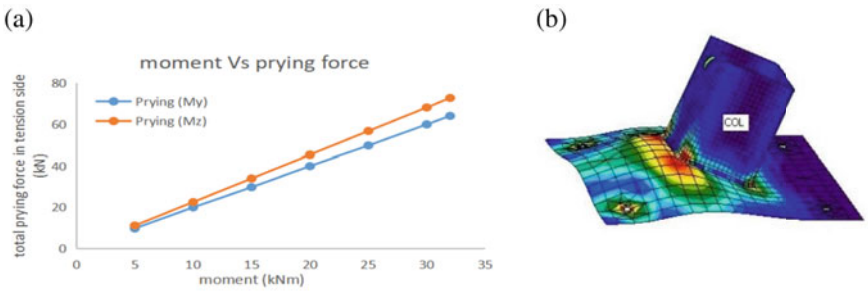 (a)
moment Vs prying force
total prying force in tension side
(kN)
80
60
40
20
0
Prying (My)
Prying (Mz)
0 5 10 15 20 25 30 35
moment (kNm)
(b)
COL